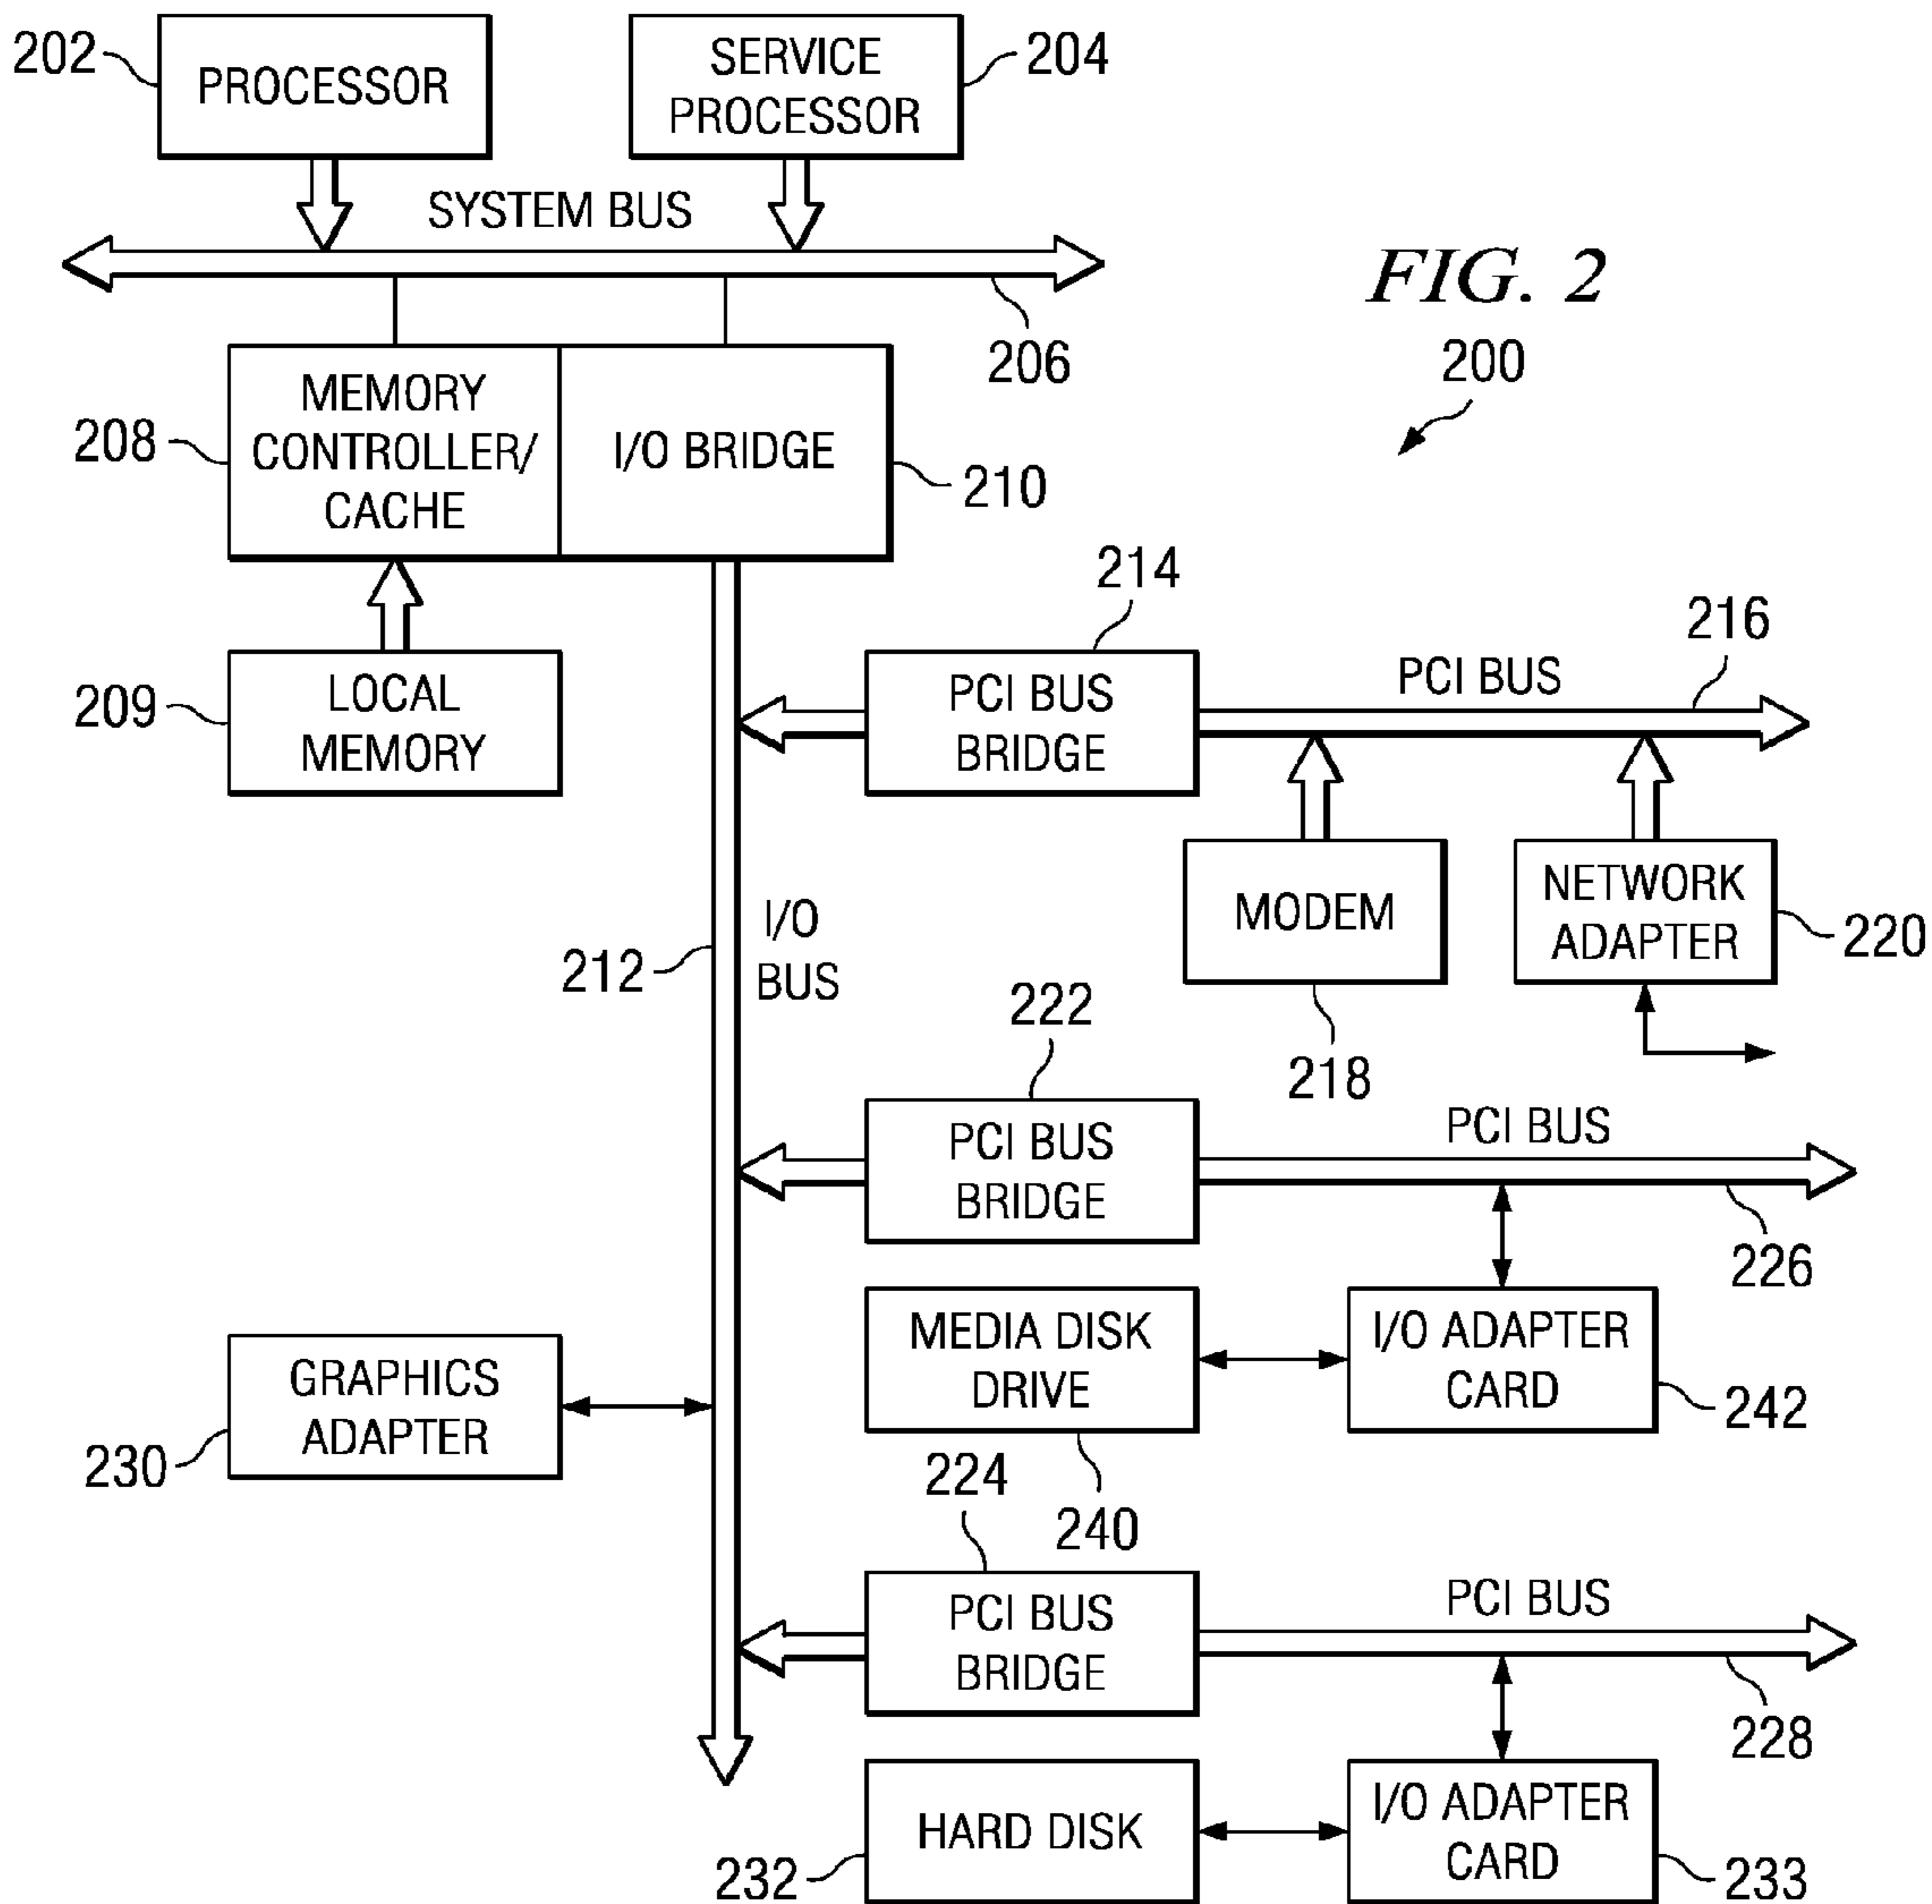 202
PROCESSOR
SERVICE
PROCESSOR
204
SYSTEM BUS
206
FIG. 2
200
208
MEMORY
CONTROLLER/
CACHE
I/O BRIDGE
210
209
LOCAL
MEMORY
214
PCI BUS
BRIDGE
PCI BUS
216
MODEM
218
NETWORK
ADAPTER
220
212
I/O
BUS
222
PCI BUS
BRIDGE
PCI BUS
226
MEDIA DISK
DRIVE
240
I/O ADAPTER
CARD
242
GRAPHICS
ADAPTER
230
224
PCI BUS
BRIDGE
PCI BUS
228
HARD DISK
232
I/O ADAPTER
CARD
233